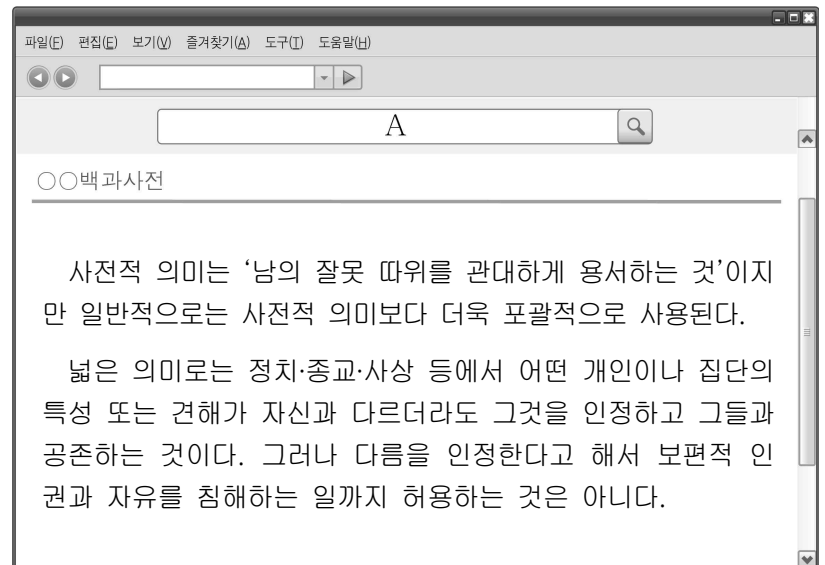 파일(F) 편집(E) 보기(V) 즐겨찾기(A) 도구(T) 도움말(H)
A
○○백과사전
사전적 의미는 ‘남의 잘못 따위를 관대하게 용서하는 것’이지
만 일반적으로는 사전적 의미보다 더욱 포괄적으로 사용된다.
넓은 의미로는 정치·종교·사상 등에서 어떤 개인이나 집단의
특성 또는 견해가 자신과 다르더라도 그것을 인정하고 그들과
공존하는 것이다. 그러나 다름을 인정한다고 해서 보편적 인
권과 자유를 침해하는 일까지 허용하는 것은 아니다.